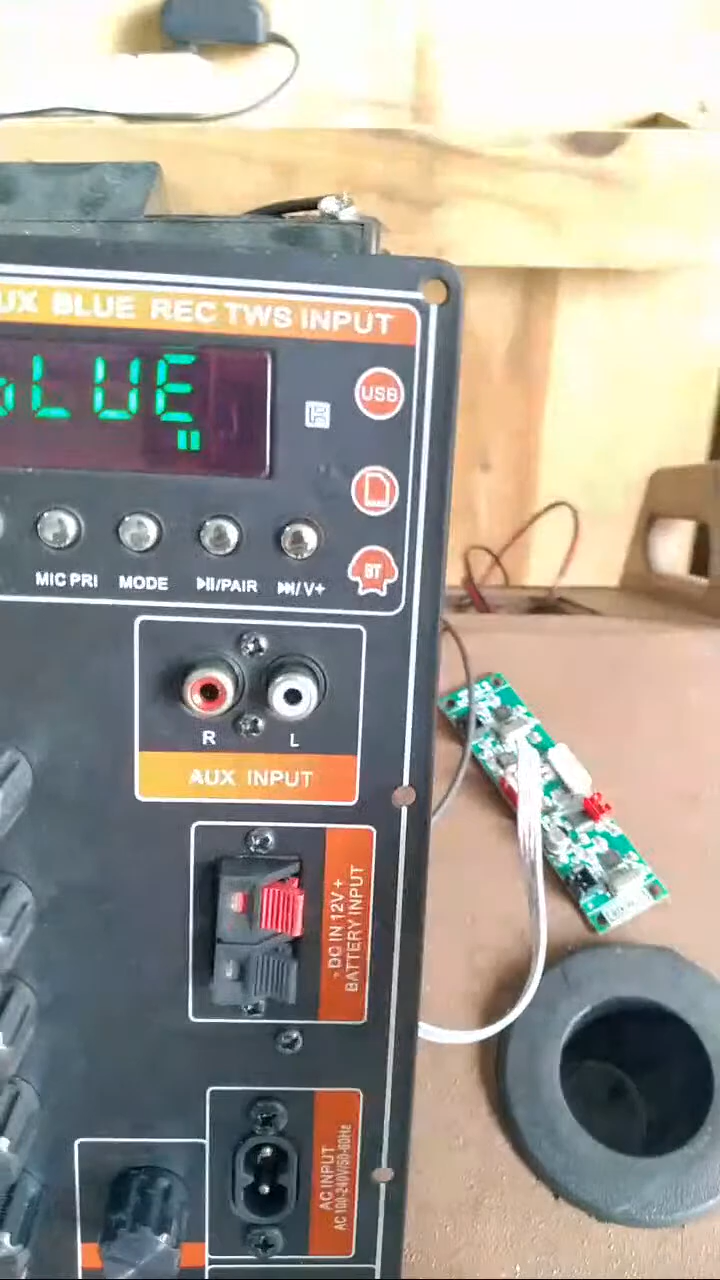 UX BLUE REC TWS INPUT
bLUE
USB
BT
MIC PRI MODE ▶II/PAIR ▶▶I/V+
R L
AUX INPUT
- DC IN 12V +
BATTERY INPUT
AC INPUT
AC 100-240V/50-60Hz